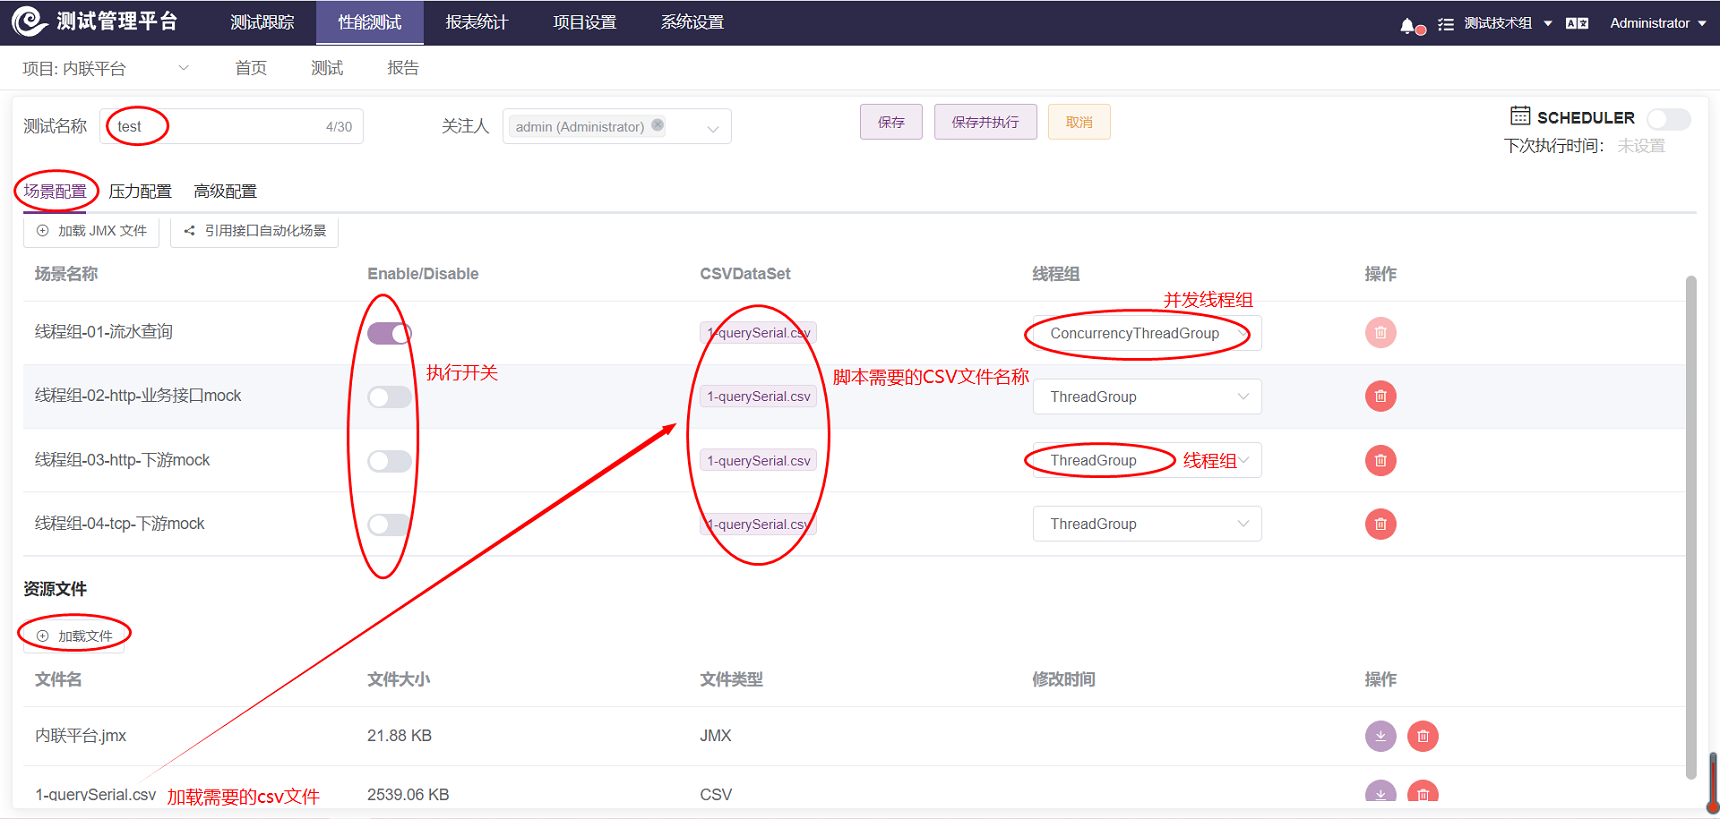 测试管理平台 测试跟踪 性能测试 报表统计 项目设置 系统设置 测试技术组 Administrator
项目: 内联平台 首页 测试 报告
测试名称 test 4/30 关注人 admin (Administrator) 保存 保存并执行 取消 SCHEDULER
下次执行时间： 未设置
场景配置 压力配置 高级配置
加载 JMX 文件 引用接口自动化场景
场景名称 Enable/Disable CSVDataSet 线程组 操作
并发线程组
线程组-01-流水查询 1-querySerial.csv ConcurrencyThreadGroup
执行开关 脚本需要的CSV文件名称
线程组-02-http-业务接口mock 1-querySerial.csv ThreadGroup
线程组-03-http-下游mock 1-querySerial.csv ThreadGroup 线程组
线程组-04-tcp-下游mock 1-querySerial.csv ThreadGroup
资源文件
加载文件
文件名 文件大小 文件类型 修改时间 操作
内联平台.jmx 21.88 KB JMX
1-querySerial.csv 加载需要的csv文件 2539.06 KB CSV